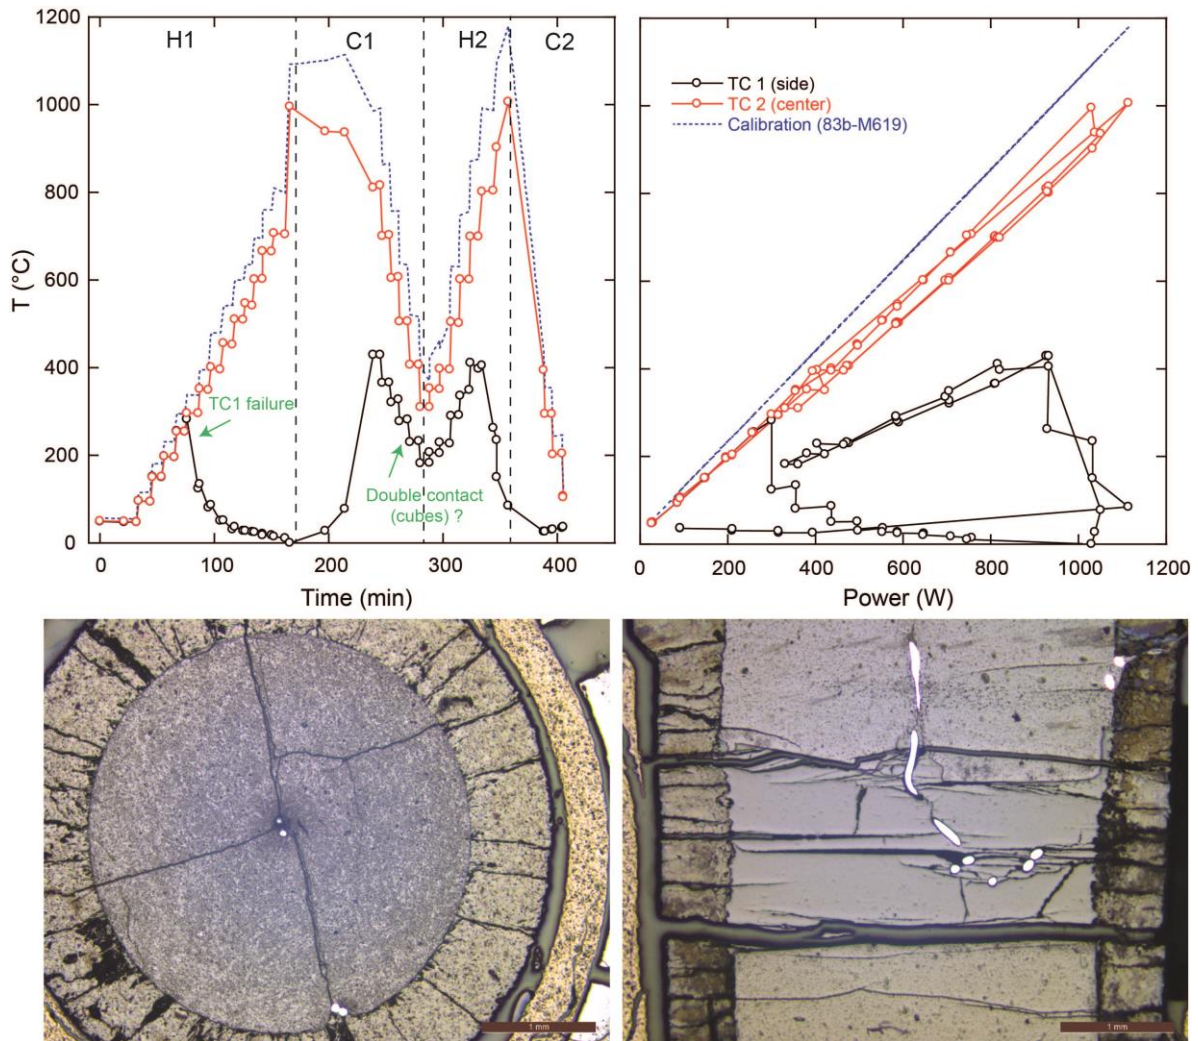 1200
1000
800
600
400
200
0
T (°C)
H1
C1
H2
C2
TC1 failure
Double contact
(cubes) ?
0
100
200
300
400
Time (min)
TC 1 (side)
TC 2 (center)
Calibration (83b-M619)
0
200
400
600
800
1000
1200
Power (W)
1 mm
1 mm